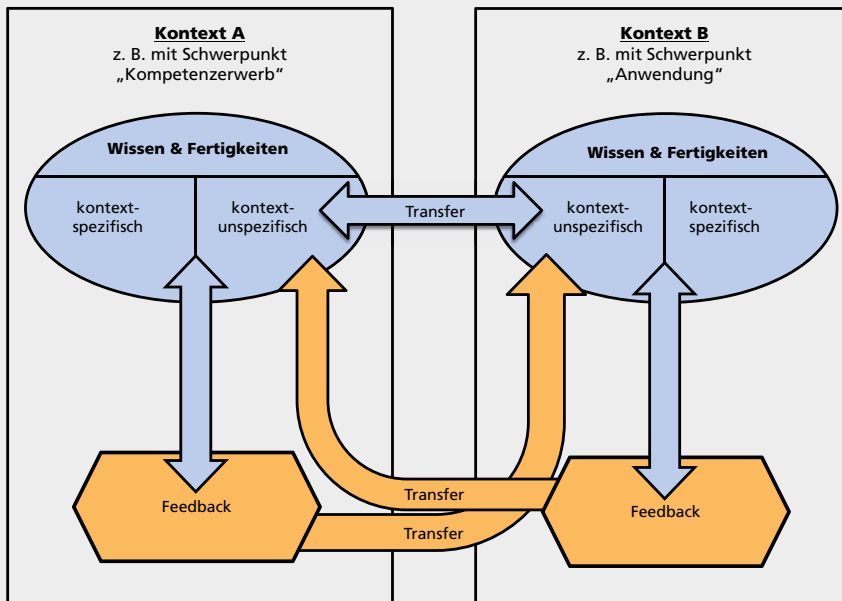 Kontext A
z. B. mit Schwerpunkt
„Kompetenzerwerb“
Wissen & Fertigkeiten
kontext-
spezifisch
kontext-
unspezifisch
Transfer
Kontext B
z. B. mit Schwerpunkt
„Anwendung“
Wissen & Fertigkeiten
kontext-
unspezifisch
kontext-
spezifisch
Feedback
Transfer
Transfer
Feedback